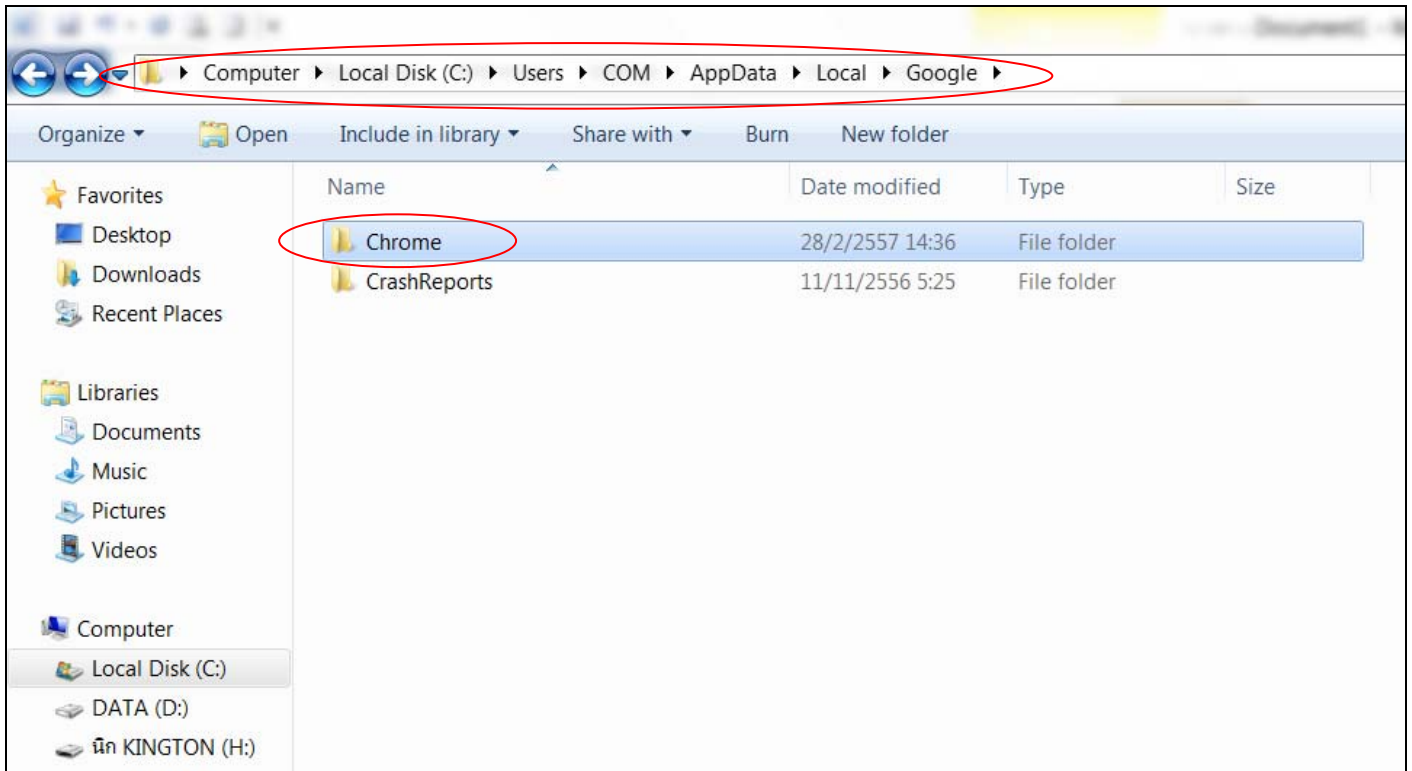 Document1 -
Computer Local Disk (C:) Users COM AppData Local Google
Organize Open Include in library Share with Burn New folder
Name Date modified Type Size
Favorites
Desktop
Downloads
Recent Places
Libraries
Documents
Music
Pictures
Videos
Computer
Local Disk (C:)
DATA (D:)
นิก KINGTON (H:)
Chrome 28/2/2557 14:36 File folder
CrashReports 11/11/2556 5:25 File folder